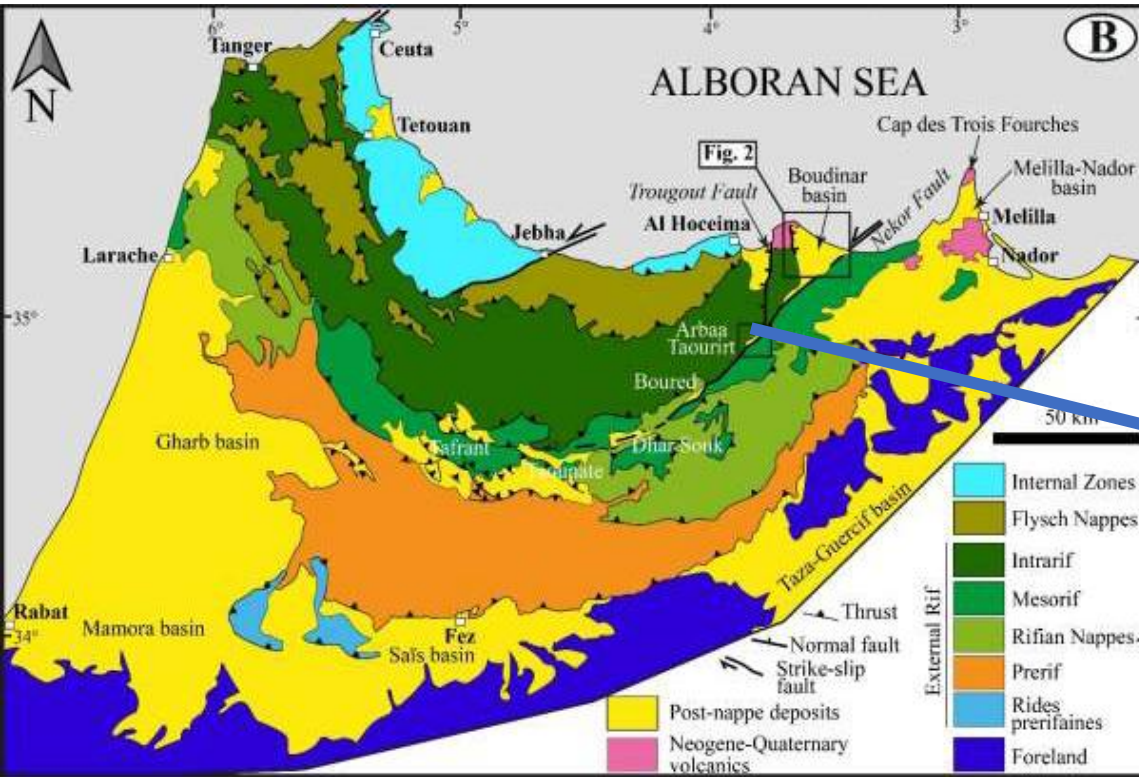 6°
5°
4°
3°
B
Tanger
Ceuta
N
ALBORAN SEA
Cap des Trois Fourches
Tetouan
Fig. 2
Boudinar
basin
Melilla-Nador
basin
Trougout Fault
Nekor Fault
Jebha
Al Hoceima
Melilla
Larache
Nador
35°
Arbaa
Taourirt
Boured
50 km
Gharb basin
Tafrant
Taounate
Dhar-Souk
Internal Zones
Flysch Nappes
Taza-Guercif basin
External Rif
Intrarif
Mesorif
Rifian Nappes
Prerif
Rides
prerifaines
Foreland
Rabat
34°
Mamora basin
Fez
Saïs basin
Thrust
Normal fault
Strike-slip
fault
Post-nappe deposits
Neogene-Quaternary
volcanics